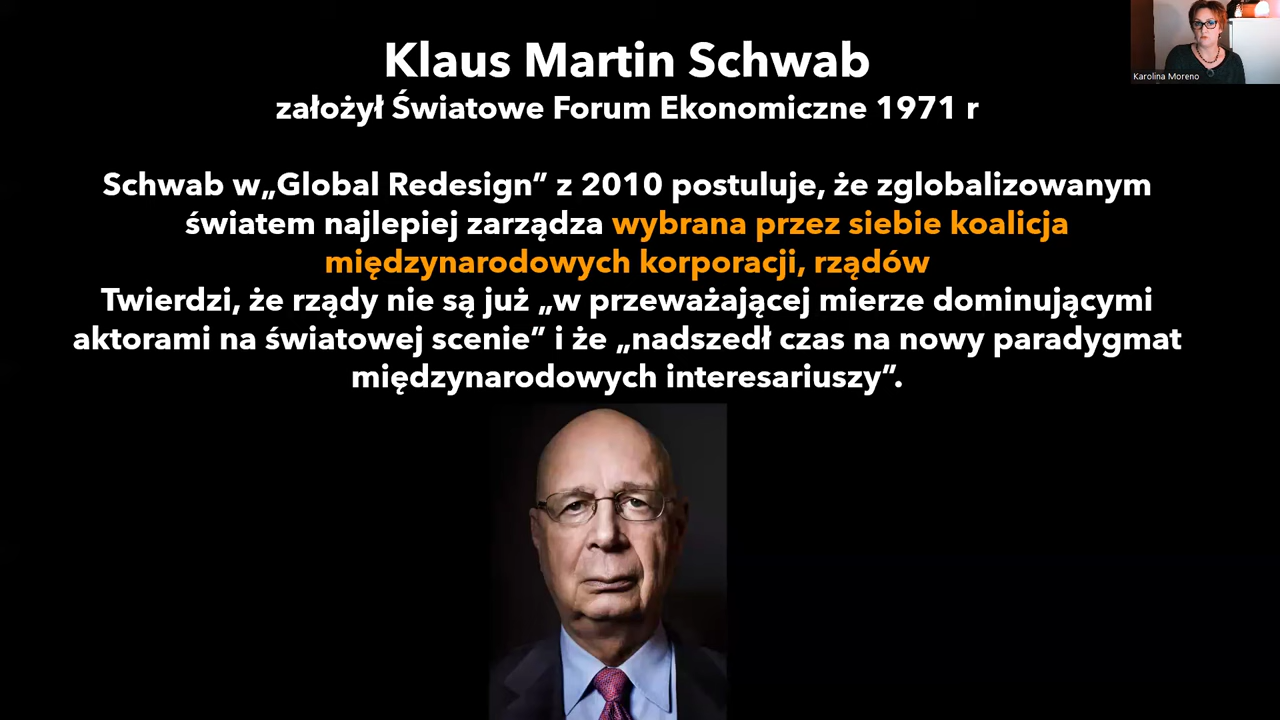 Klaus Martin Schwab
założył Światowe Forum Ekonomiczne 1971 r
Schwab w„Global Redesign” z 2010 postuluje, że zglobalizowanym
światem najlepiej zarządza wybrana przez siebie koalicja
międzynarodowych korporacji, rządów
Twierdzi, że rządy nie są już „w przeważającej mierze dominującymi
aktorami na światowej scenie” i że „nadszedł czas na nowy paradygmat
międzynarodowych interesariuszy”.
Karolina Moreno